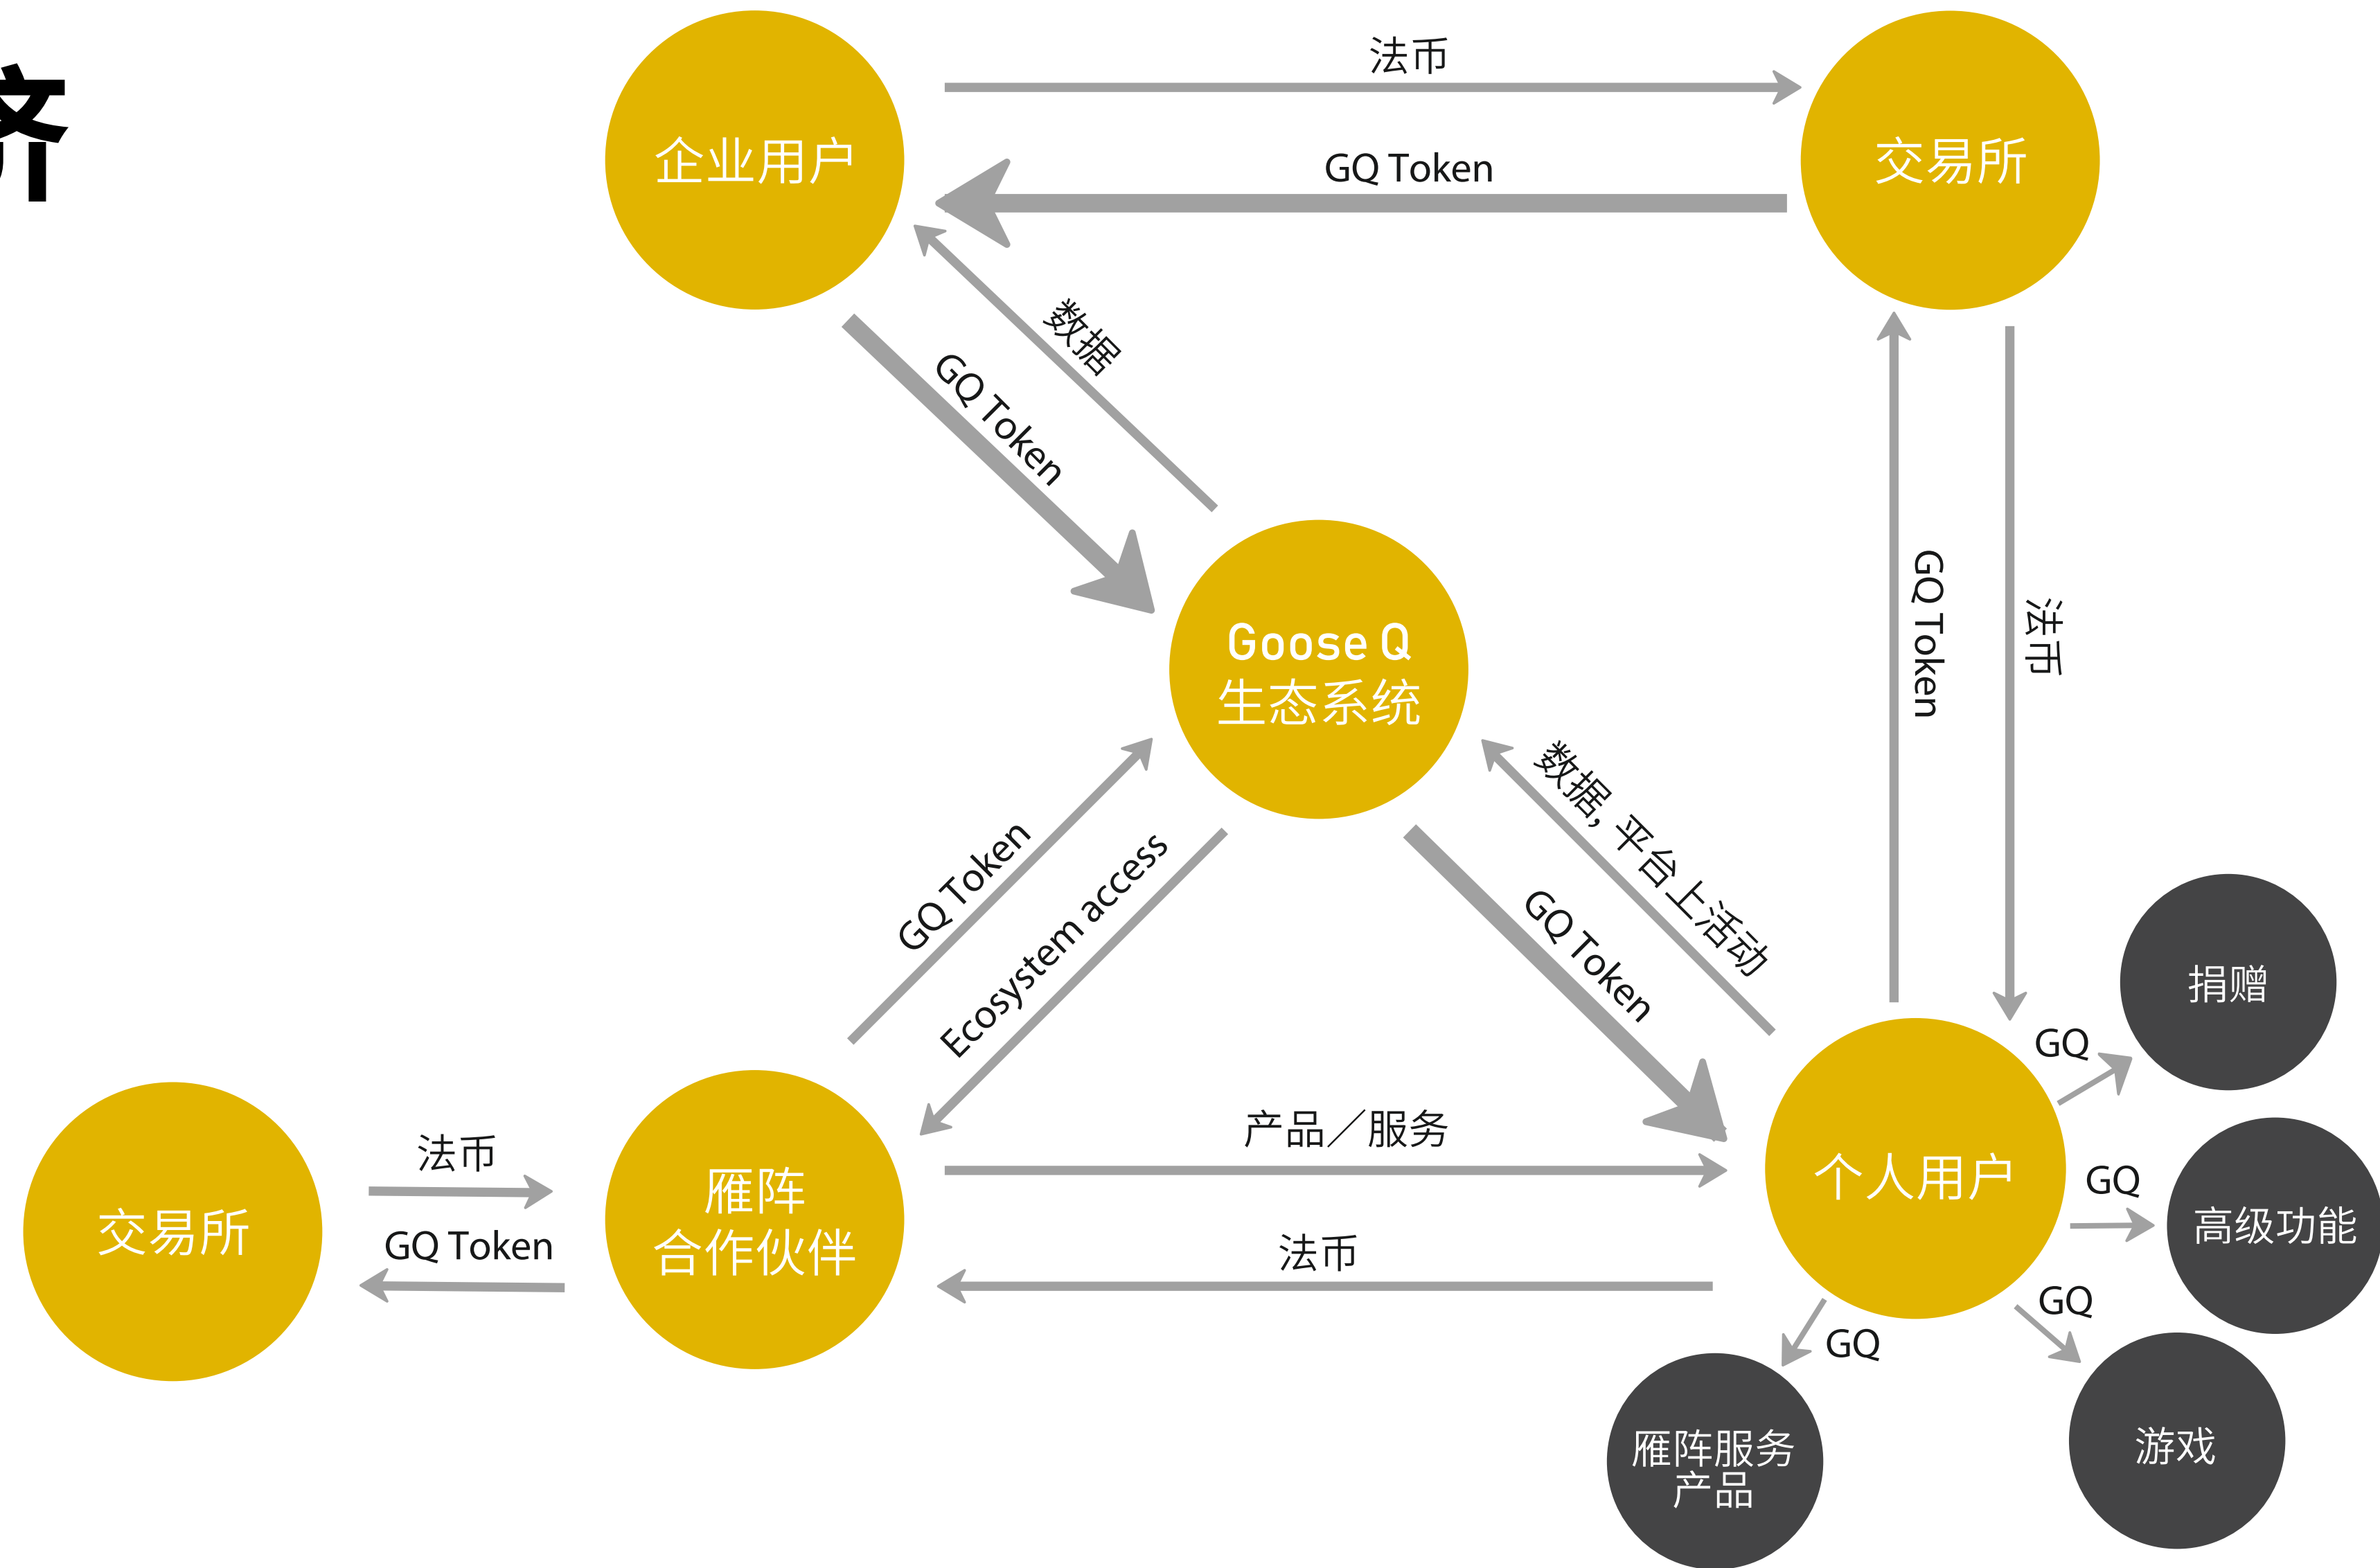 法币
企业用户
交易所
GQ Token
数据
GQ Token
Goose Q
生态系统
GQ Token
法币
数据, 平台上活动
GQ Token
GQ Token
Ecosystem access
捐赠
GQ
产品／服务
法币
交易所
GQ Token
雁阵
合作伙伴
法币
个人用户
GQ
高级功能
GQ
游戏
GQ
雁阵服务
产品